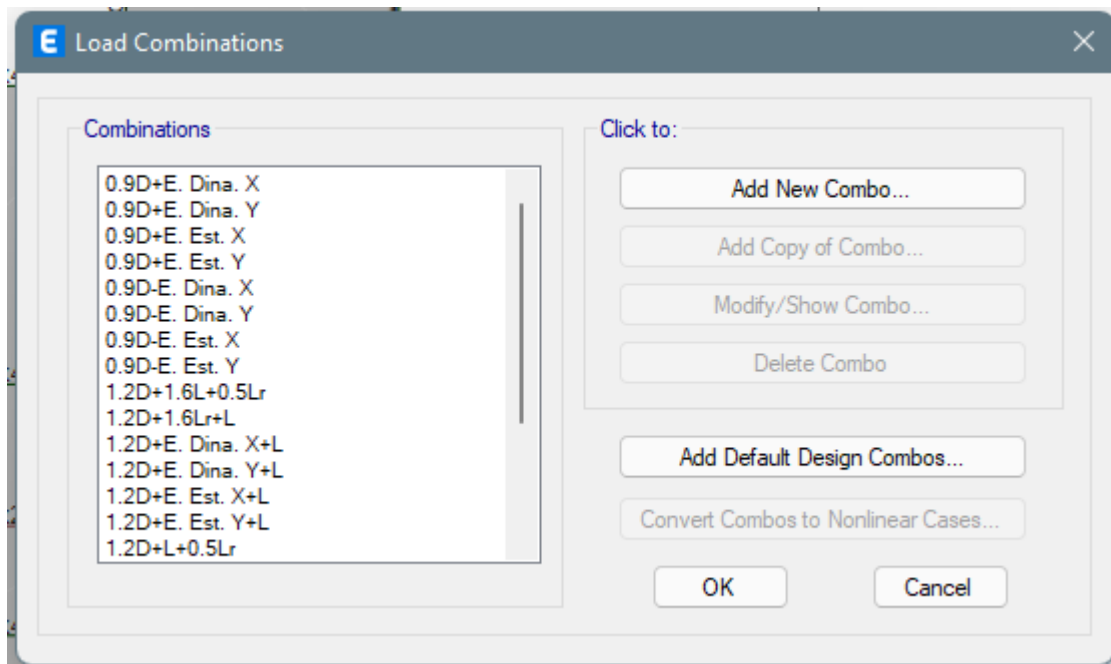 E Load Combinations
Combinations
0.9D+E. Dina. X
0.9D+E. Dina. Y
0.9D+E. Est. X
0.9D+E. Est. Y
0.9D-E. Dina. X
0.9D-E. Dina. Y
0.9D-E. Est. X
0.9D-E. Est. Y
1.2D+1.6L+0.5Lr
1.2D+1.6Lr+L
1.2D+E. Dina. X+L
1.2D+E. Dina. Y+L
1.2D+E. Est. X+L
1.2D+E. Est. Y+L
1.2D+L+0.5Lr
Click to:
Add New Combo...
Add Copy of Combo...
Modify/Show Combo...
Delete Combo
Add Default Design Combos...
Convert Combos to Nonlinear Cases...
OK
Cancel